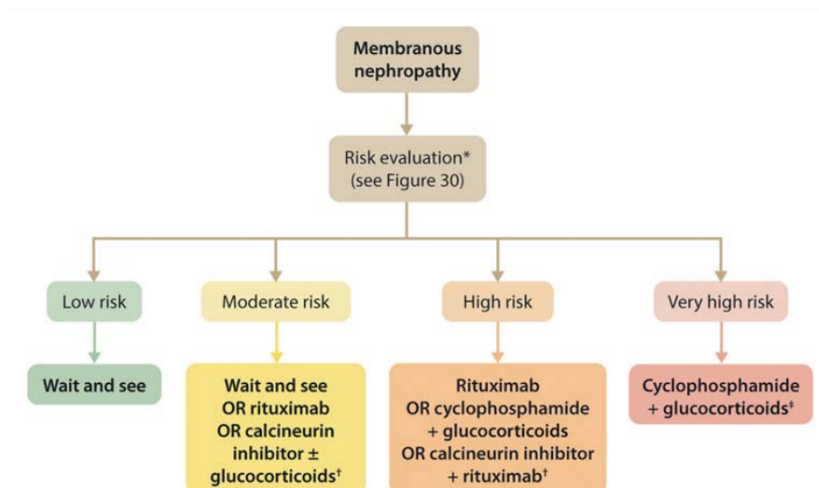 Membranous
nephropathy
Risk evaluation*
(see Figure 30)
Low risk
Moderate risk
High risk
Very high risk
Wait and see
Wait and see
OR rituximab
OR calcineurin
inhibitor ±
glucocorticoids†
Rituximab
OR cyclophosphamide
+ glucocorticoids
OR calcineurin inhibitor
+ rituximab†
Cyclophosphamide
+ glucocorticoids‡